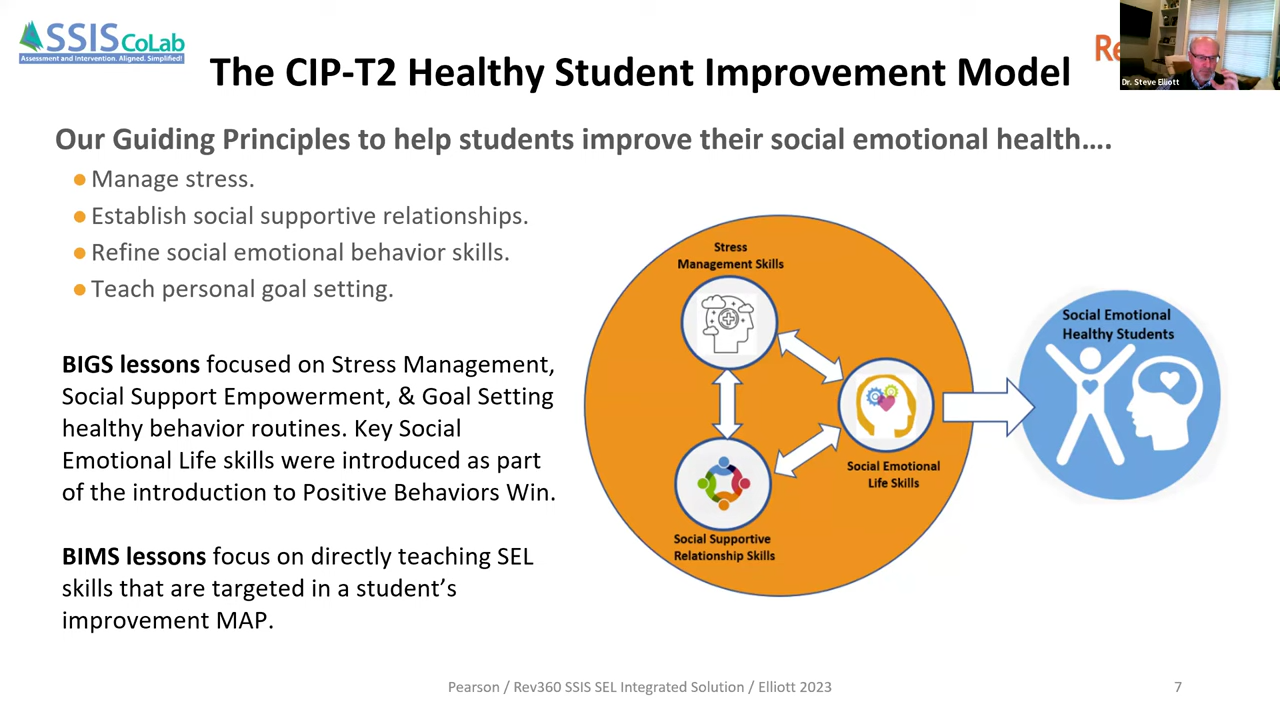 SSIS CoLab
Assessment and Intervention. Aligned. Simplified!
The CIP-T2 Healthy Student Improvement Model
Re
Dr. Steve Elliott
Our Guiding Principles to help students improve their social emotional health….
Manage stress.
Establish social supportive relationships.
Refine social emotional behavior skills.
Teach personal goal setting.
BIGS lessons focused on Stress Management,
Social Support Empowerment, & Goal Setting
healthy behavior routines. Key Social
Emotional Life skills were introduced as part
of the introduction to Positive Behaviors Win.
BIMS lessons focus on directly teaching SEL
skills that are targeted in a student’s
improvement MAP.
Stress
Management Skills
Social Emotional
Life Skills
Social Supportive
Relationship Skills
Social Emotional
Healthy Students
Pearson / Rev360 SSIS SEL Integrated Solution / Elliott 2023
7